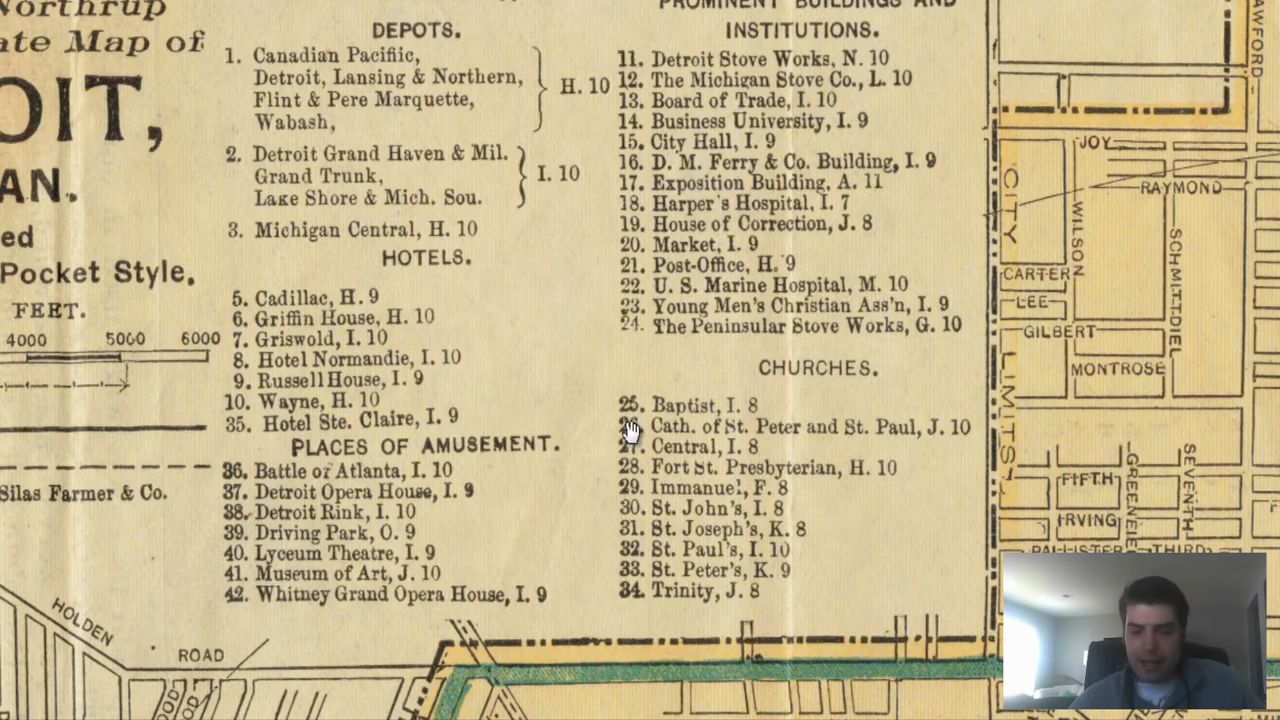 Northrup
ate Map of
OIT,
AN.
ed
Pocket Style.
FEET.
4000 5000 6000
Silas Farmer & Co.
DEPOTS.
1. Canadian Pacific,
Detroit, Lansing & Northern,
Flint & Pere Marquette,
Wabash,
H. 10
2. Detroit Grand Haven & Mil.
Grand Trunk,
Lake Shore & Mich. Sou.
I. 10
3. Michigan Central, H. 10
HOTELS.
5. Cadillac, H. 9
6. Griffin House, H. 10
7. Griswold, I. 10
8. Hotel Normandie, I. 10
9. Russell House, I. 9
10. Wayne, H. 10
35. Hotel Ste. Claire, I. 9
PLACES OF AMUSEMENT.
36. Battle of Atlanta, I. 10
37. Detroit Opera House, I. 9
38. Detroit Rink, I. 10
39. Driving Park, O. 9
40. Lyceum Theatre, I. 9
41. Museum of Art, J. 10
42. Whitney Grand Opera House, I. 9
PROMINENT BUILDINGS AND
INSTITUTIONS.
11. Detroit Stove Works, N. 10
12. The Michigan Stove Co., L. 10
13. Board of Trade, I. 10
14. Business University, I. 9
15. City Hall, I. 9
16. D. M. Ferry & Co. Building, I. 9
17. Exposition Building, A. 11
18. Harper's Hospital, I. 7
19. House of Correction, J. 8
20. Market, I. 9
21. Post-Office, H. 9
22. U. S. Marine Hospital, M. 10
23. Young Men's Christian Ass'n, I. 9
24. The Peninsular Stove Works, G. 10
CHURCHES.
25. Baptist, I. 8
26. Cath. of St. Peter and St. Paul, J. 10
27. Central, I. 8
28. Fort St. Presbyterian, H. 10
29. Immanuel, F. 8
30. St. John's, I. 8
31. St. Joseph's, K. 8
32. St. Paul's, I. 10
33. St. Peter's, K. 9
34. Trinity, J. 8
HOLDEN
ROAD
CITY
LIMITS
AWFORD
JOY
RAYMOND
WILSON
SCHMITTDIEL
CARTER
LEE
GILBERT
MONTROSE
GREENE
SEVENTH
FIFTH
IRVING
PALLISTER
THIRD